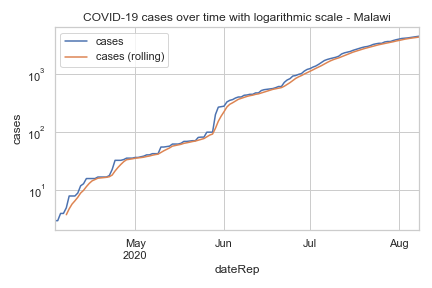 COVID-19 cases over time with logarithmic scale - Malawi
cases
cases (rolling)
10³
10²
10¹
cases
May
2020
Jun
Jul
Aug
dateRep